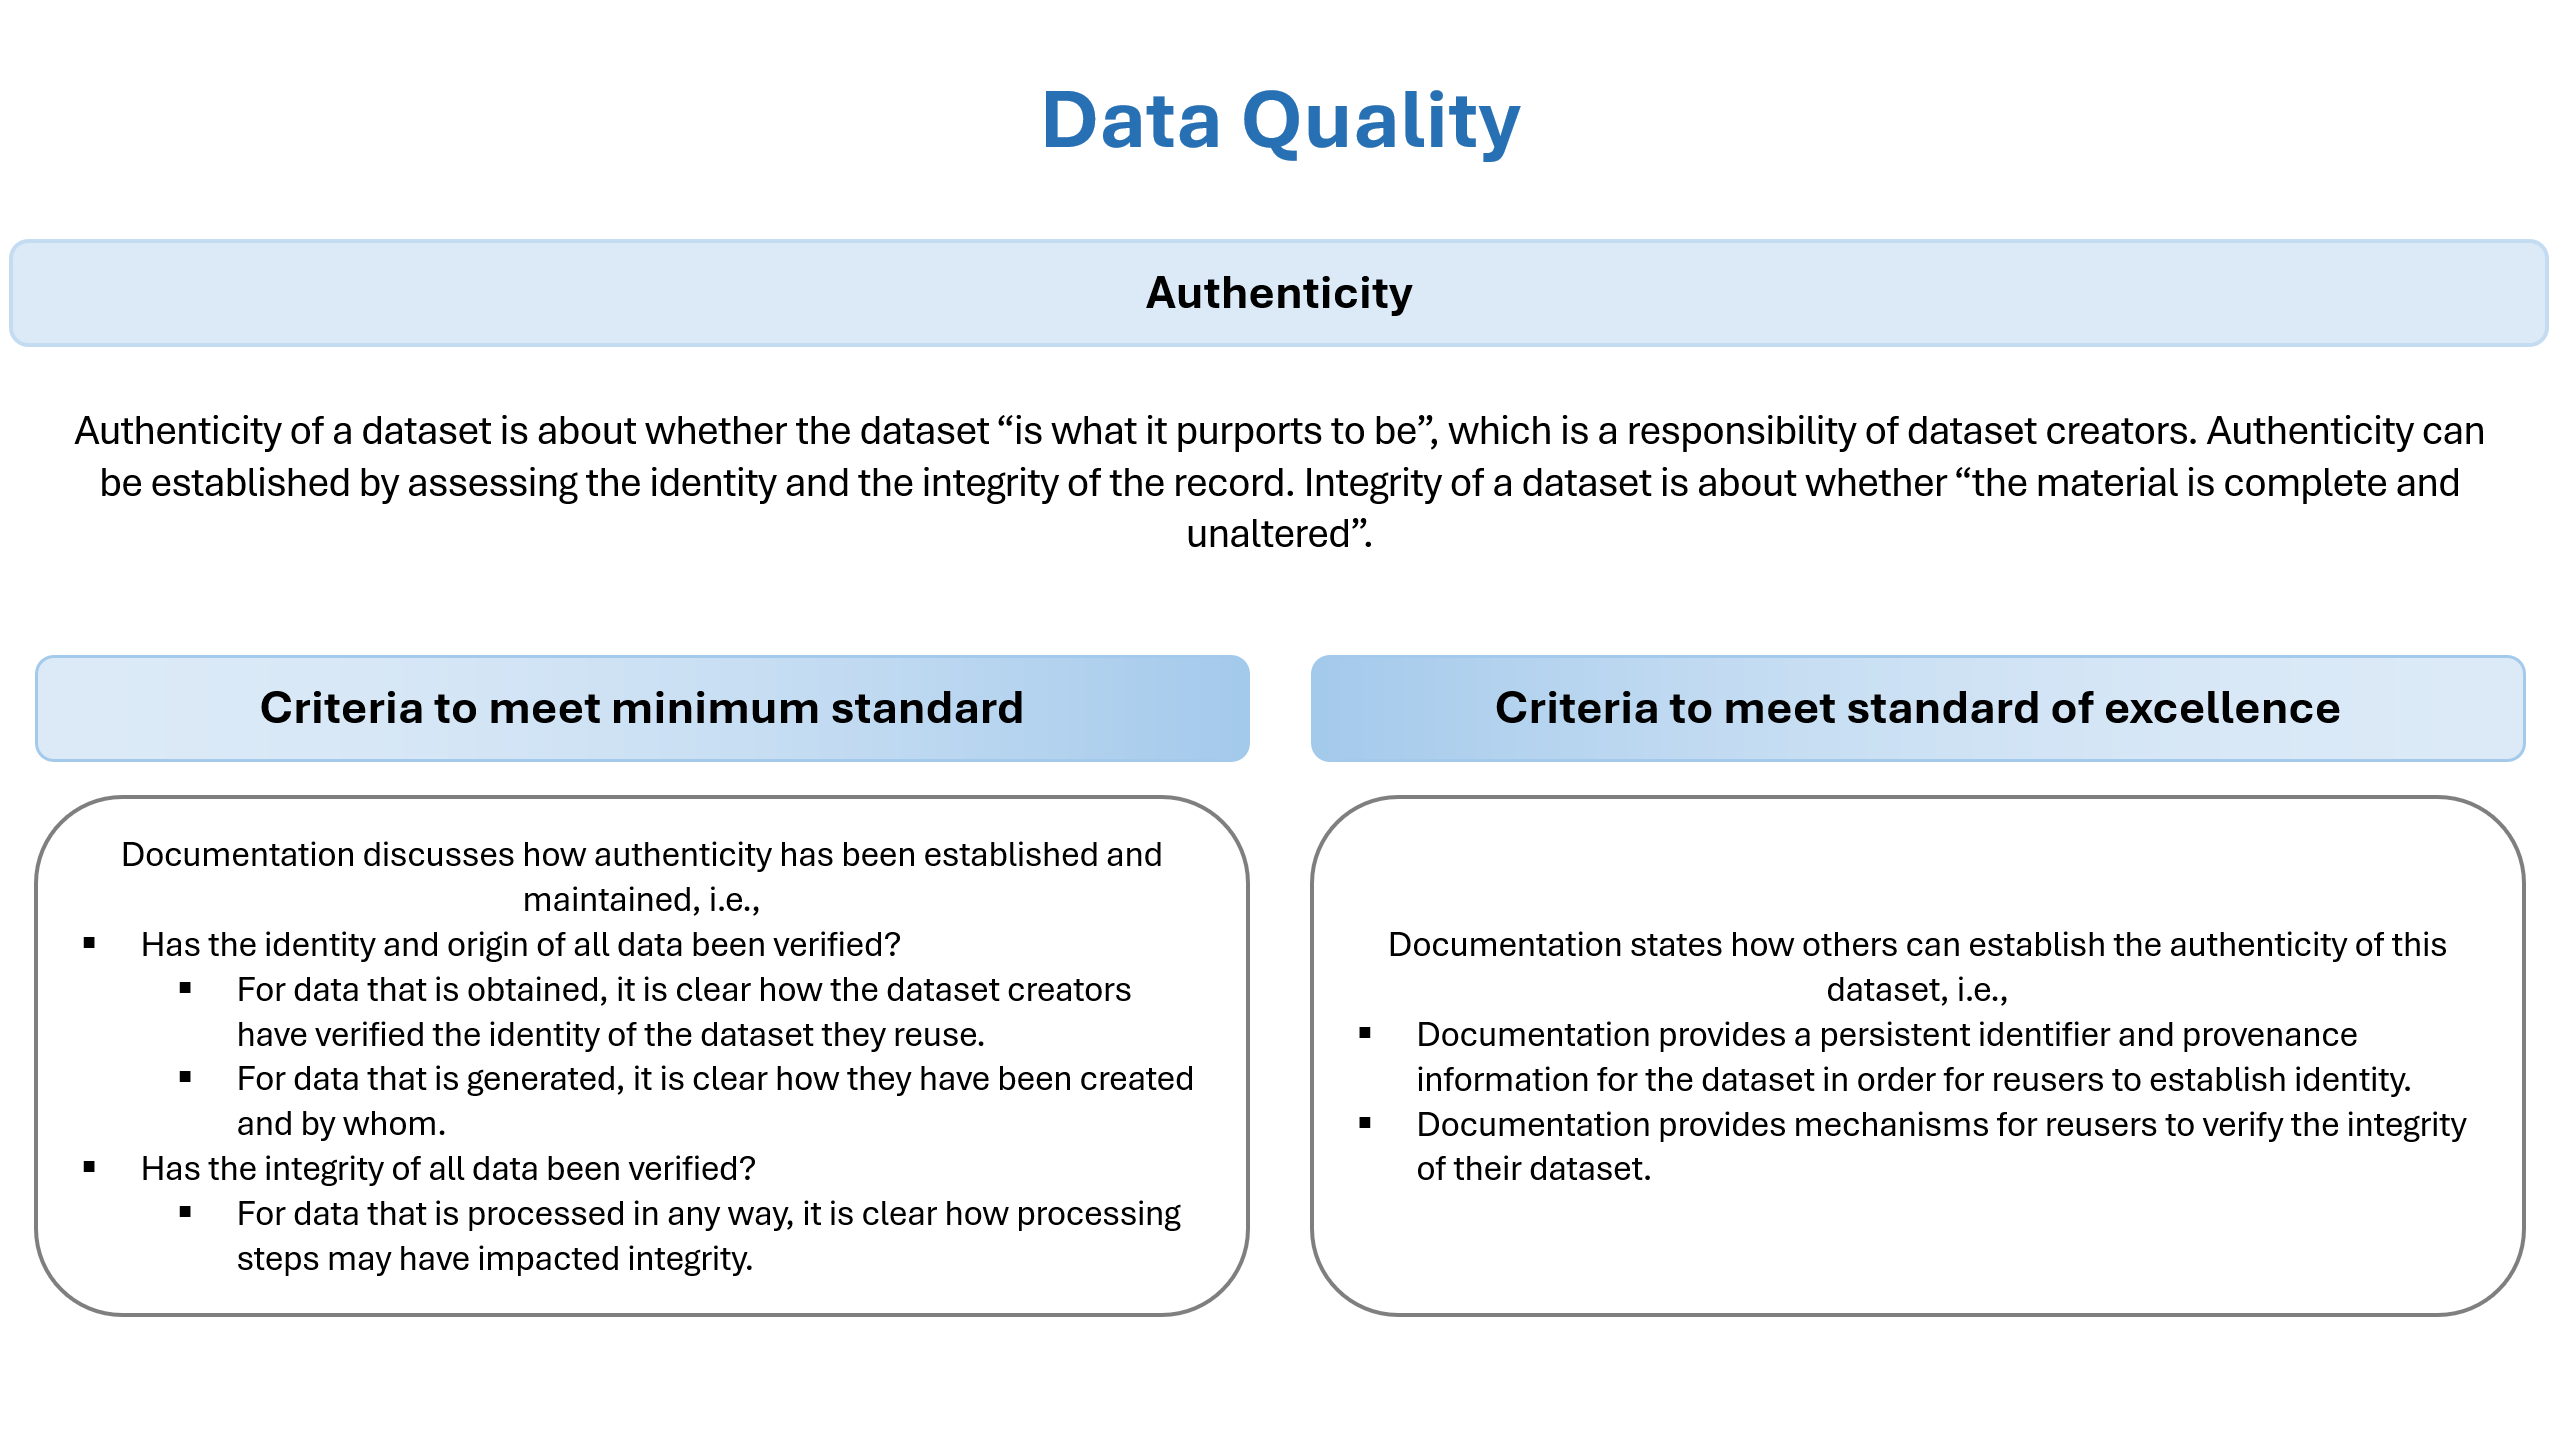 Data Quality
Authenticity
Authenticity of a dataset is about whether the dataset “is what it purports to be”, which is a responsibility of dataset creators. Authenticity can
be established by assessing the identity and the integrity of the record. Integrity of a dataset is about whether “the material is complete and
unaltered”.
Criteria to meet minimum standard
Documentation discusses how authenticity has been established and
maintained, i.e.,
▪ Has the identity and origin of all data been verified?
▪ For data that is obtained, it is clear how the dataset creators
have verified the identity of the dataset they reuse.
▪ For data that is generated, it is clear how they have been created
and by whom.
▪ Has the integrity of all data been verified?
▪ For data that is processed in any way, it is clear how processing
steps may have impacted integrity.
Criteria to meet standard of excellence
Documentation states how others can establish the authenticity of this
dataset, i.e.,
▪ Documentation provides a persistent identifier and provenance
information for the dataset in order for reusers to establish identity.
▪ Documentation provides mechanisms for reusers to verify the integrity
of their dataset.